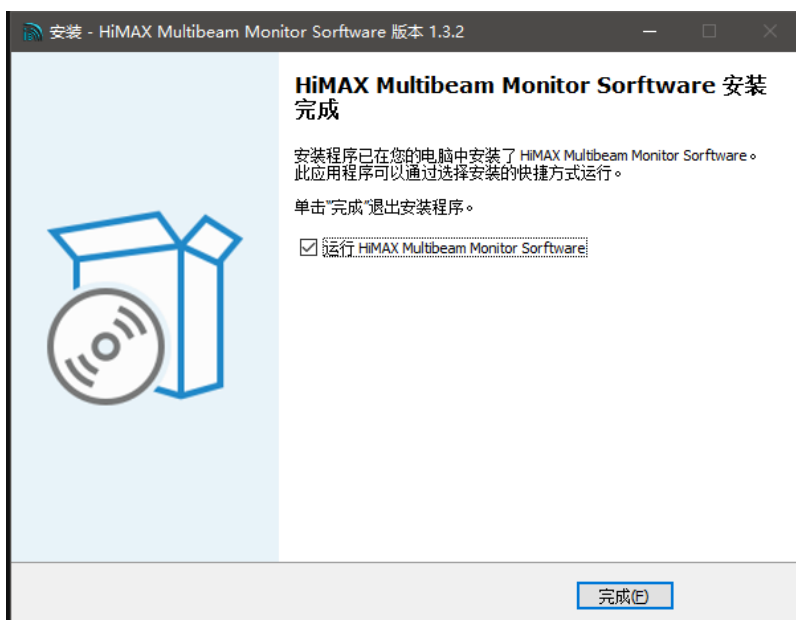 安装 - HiMAX Multibeam Monitor Sorftware 版本 1.3.2
HiMAX Multibeam Monitor Sorftware 安装
完成
安装程序已在您的电脑中安装了 HiMAX Multibeam Monitor Sorftware。
此应用程序可以通过选择安装的快捷方式运行。
单击"完成"退出安装程序。
运行 HiMAX Multibeam Monitor Sorftware
完成(F)